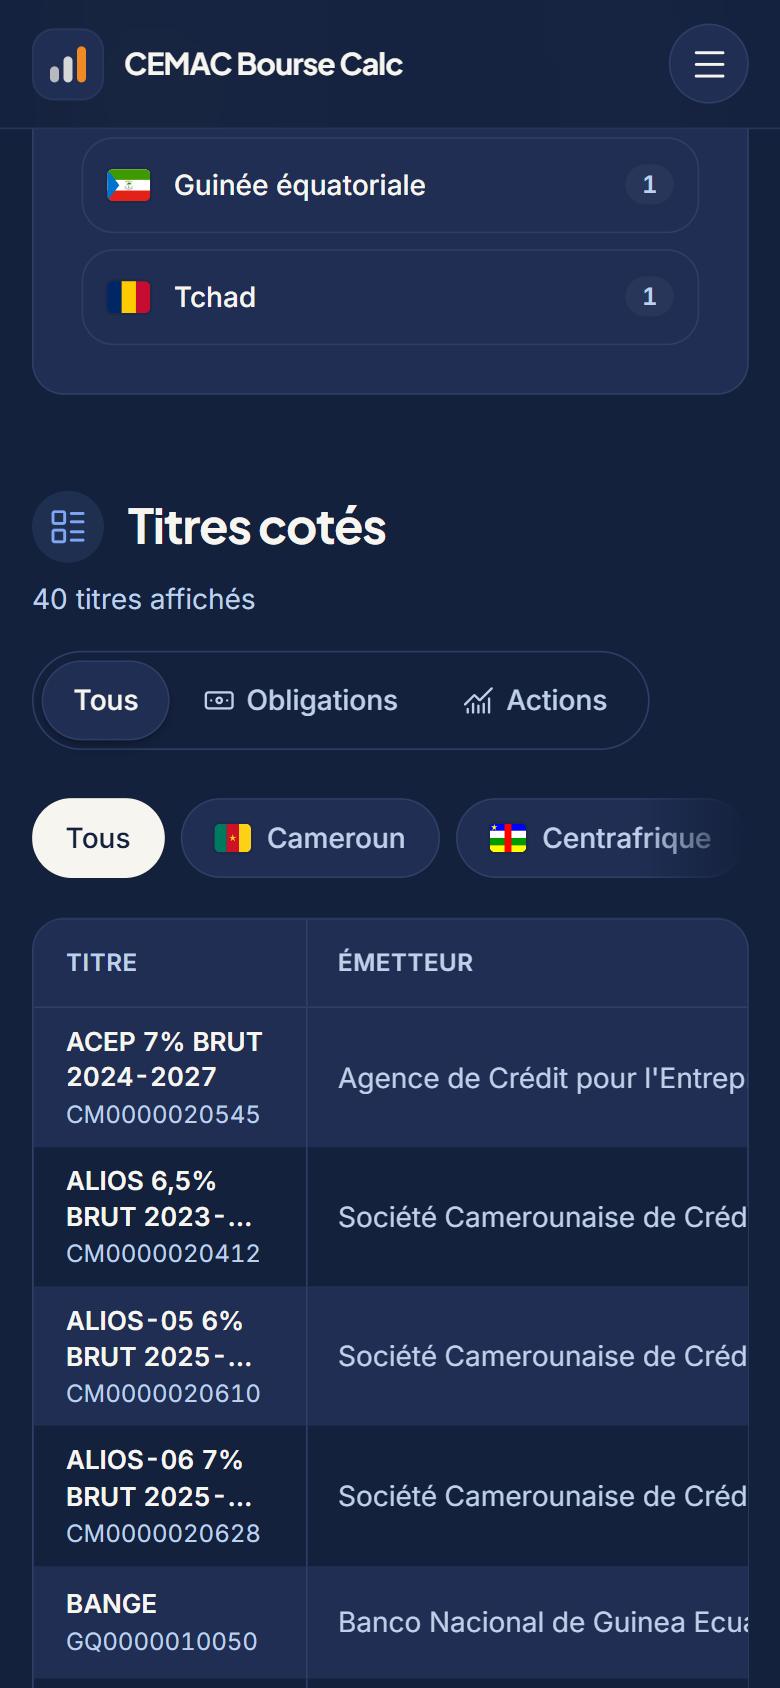 CEMAC Bourse Calc
Guinée équatoriale 1
Tchad 1
Titres cotés
40 titres affichés
Tous Obligations Actions
Tous Cameroun Centrafrique
TITRE ÉMETTEUR
ACEP 7% BRUT
2024-2027
CM0000020545
Agence de Crédit pour l'Entrep
ALIOS 6,5%
BRUT 2023-...
CM0000020412
Société Camerounaise de Créd
ALIOS-05 6%
BRUT 2025-...
CM0000020610
Société Camerounaise de Créd
ALIOS-06 7%
BRUT 2025-...
CM0000020628
Société Camerounaise de Créd
BANGE
GQ0000010050
Banco Nacional de Guinea Ecua